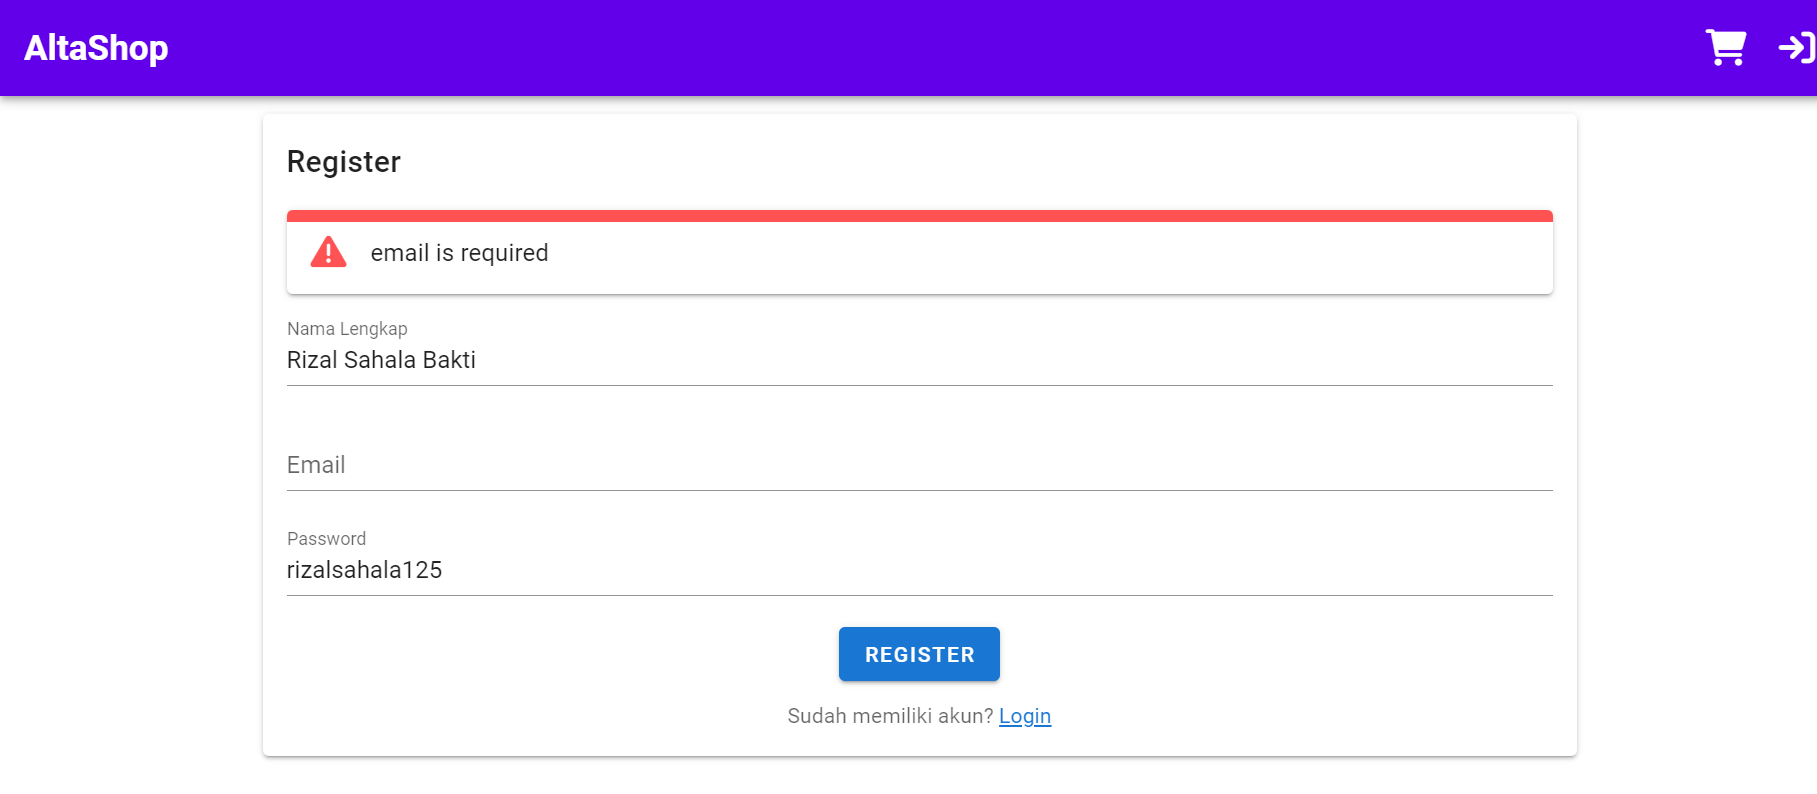 AltaShop
Register
email is required
Nama Lengkap
Rizal Sahala Bakti
Email
Password
rizalsahala125
REGISTER
Sudah memiliki akun? Login